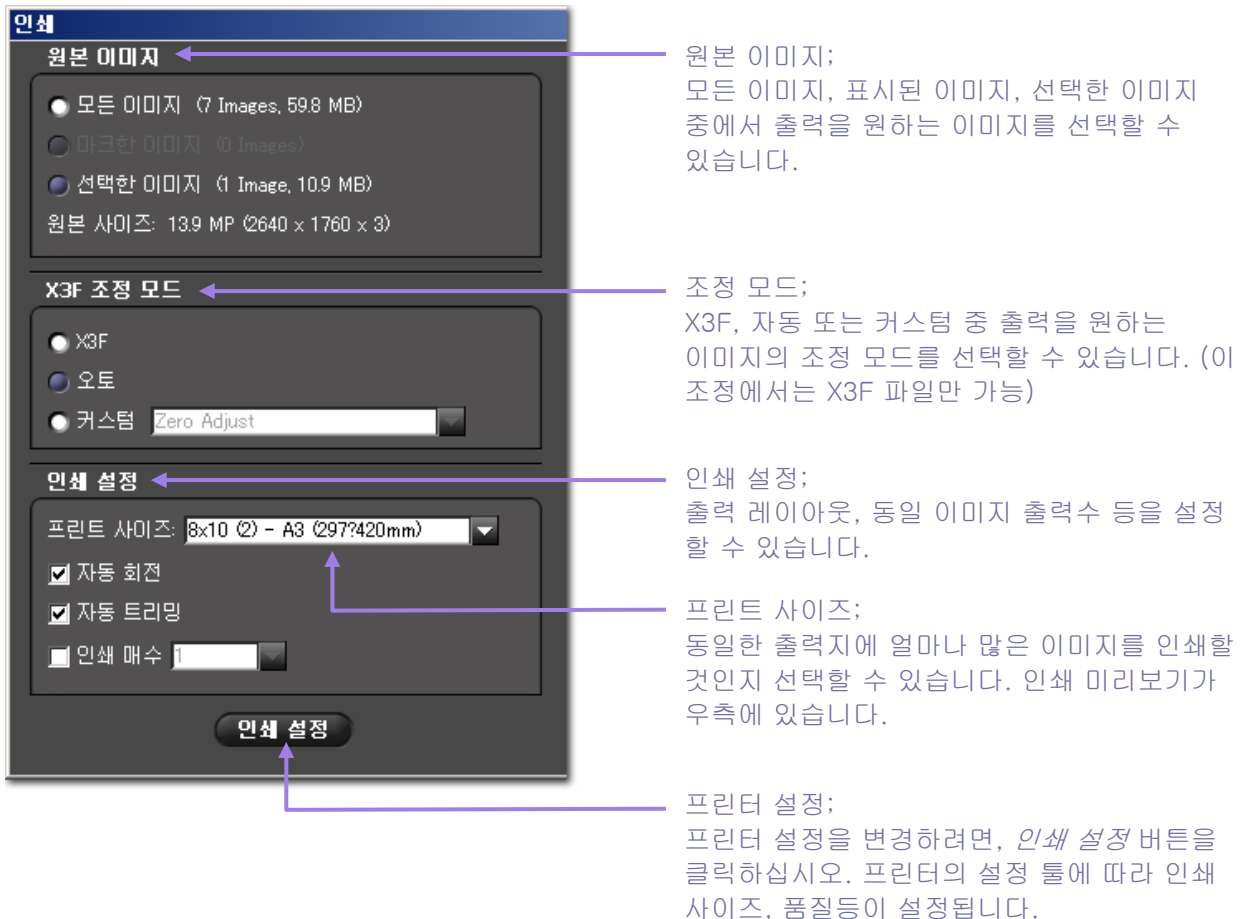 인쇄
원본 이미지
모든 이미지 (7 Images, 59.8 MB)
마크한 이미지 (0 Images)
선택한 이미지 (1 Image, 10.9 MB)
원본 사이즈: 13.9 MP (2640 x 1760 x 3)
X3F 조정 모드
X3F
오토
커스텀 Zero Adjust
인쇄 설정
프린트 사이즈: 8x10 (2) - A3 (297?420mm)
자동 회전
자동 트리밍
인쇄 매수 1
인쇄 설정
원본 이미지;
모든 이미지, 표시된 이미지, 선택한 이미지
중에서 출력을 원하는 이미지를 선택할 수
있습니다.
조정 모드;
X3F, 자동 또는 커스텀 중 출력을 원하는
이미지의 조정 모드를 선택할 수 있습니다. (이
조정에서는 X3F 파일만 가능)
인쇄 설정;
출력 레이아웃, 동일 이미지 출력수 등을 설정
할 수 있습니다.
프린트 사이즈;
동일한 출력지에 얼마나 많은 이미지를 인쇄할
것인지 선택할 수 있습니다. 인쇄 미리보기가
우측에 있습니다.
프린터 설정;
프린터 설정을 변경하려면, 인쇄 설정 버튼을
클릭하십시오. 프린터의 설정 툴에 따라 인쇄
사이즈, 품질등이 설정됩니다.